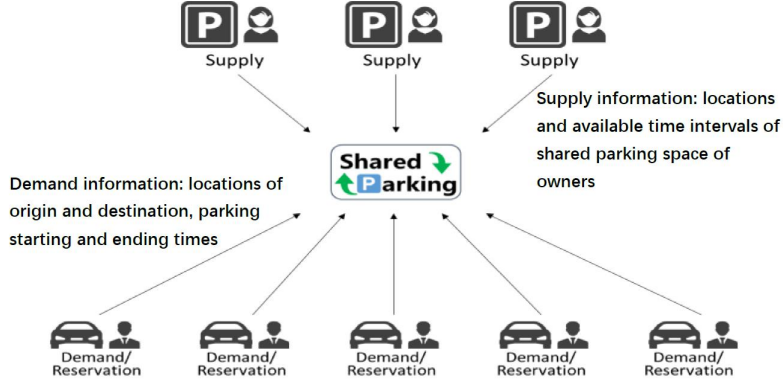 P
P
P
Supply
Supply
Supply
Supply information: locations
and available time intervals of
shared parking space of
owners
Shared
Parking
Demand information: locations of
origin and destination, parking
starting and ending times
Demand/
Reservation
Demand/
Reservation
Demand/
Reservation
Demand/
Reservation
Demand/
Reservation